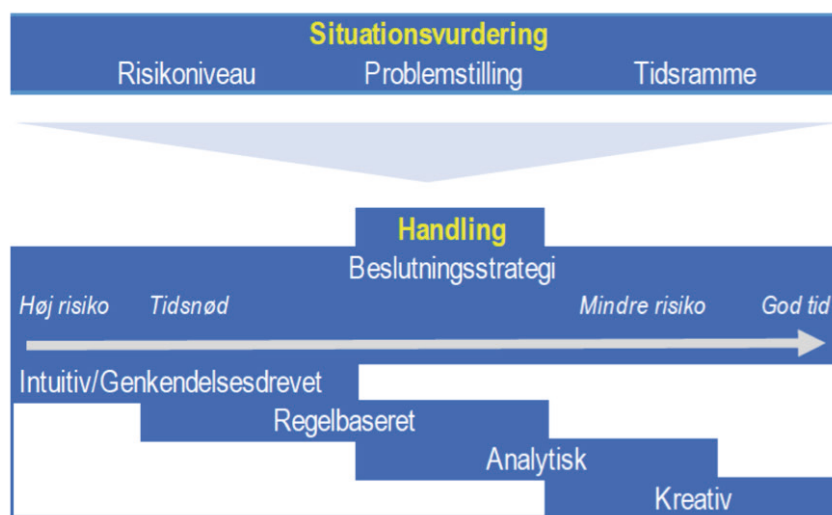 Situationsvurdering
Risikoniveau Problemstilling Tidsramme
Handling
Beslutningsstrategi
Høj risiko Tidsnød Mindre risiko God tid
Intuitiv/Genkendelsesdrevet
Regelbaseret
Analytisk
Kreativ